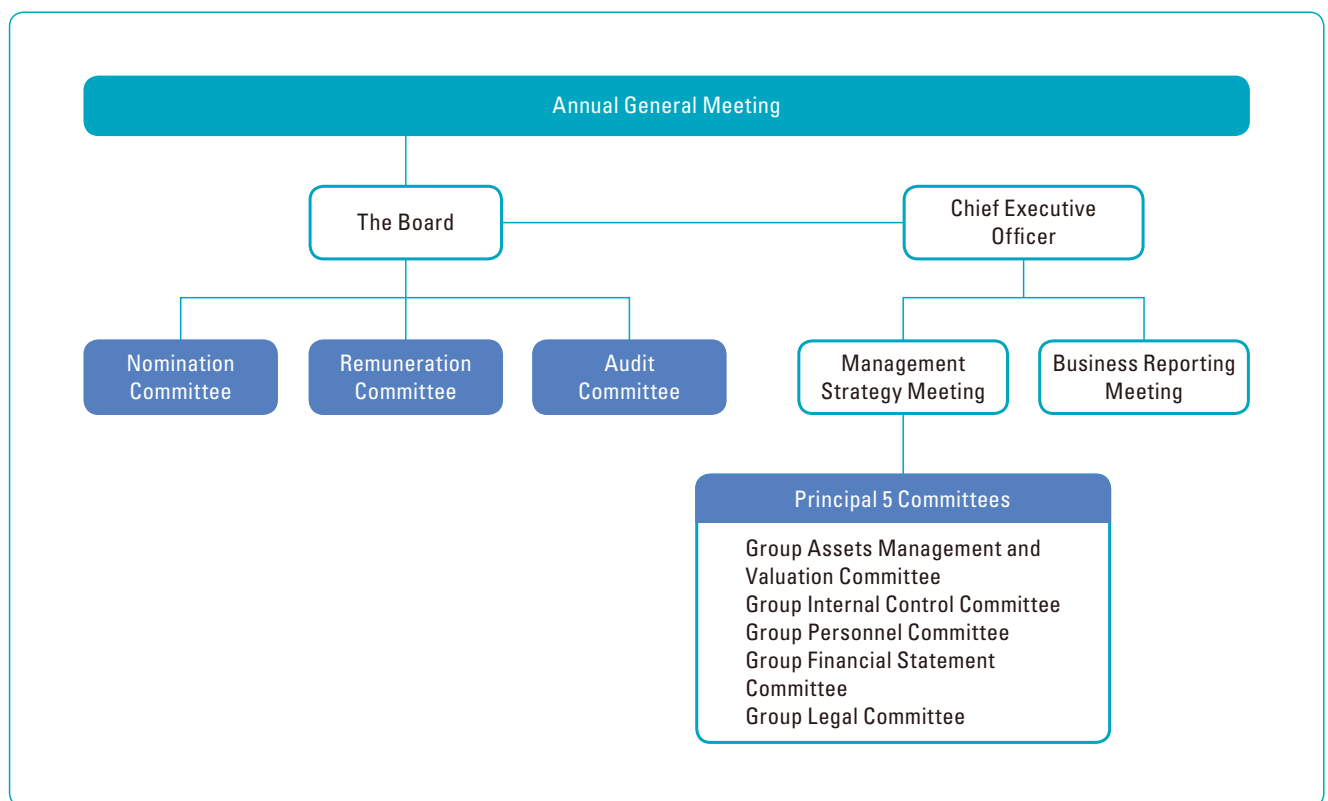 Annual General Meeting
The Board
Chief Executive
Officer
Nomination
Committee
Remuneration
Committee
Audit
Committee
Management
Strategy Meeting
Business Reporting
Meeting
Principal 5 Committees
Group Assets Management and
Valuation Committee
Group Internal Control Committee
Group Personnel Committee
Group Financial Statement
Committee
Group Legal Committee